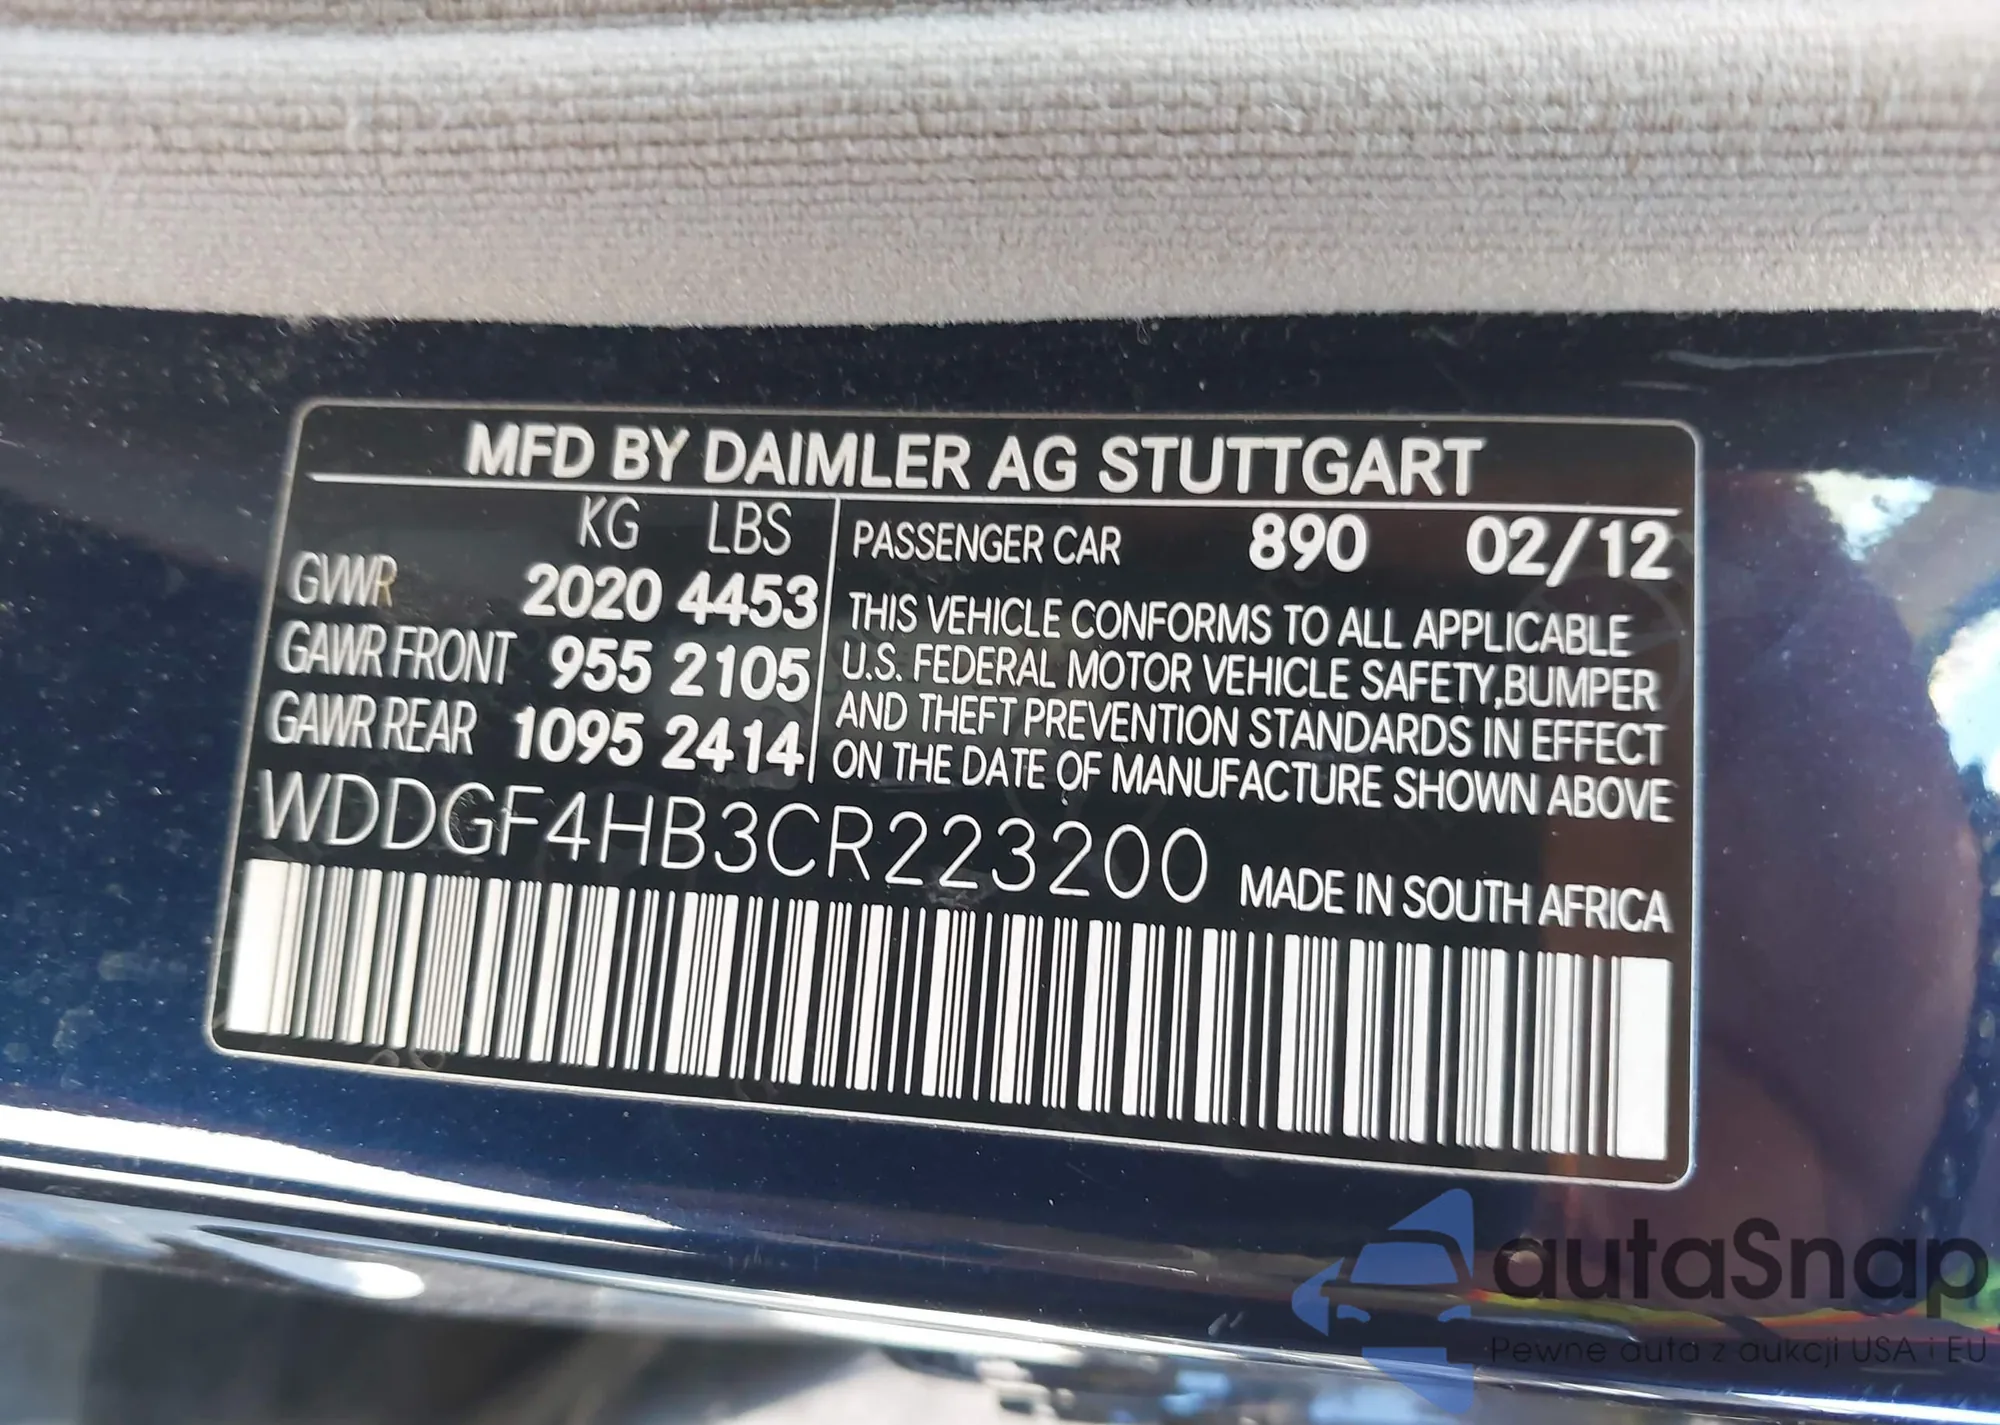 MFD BY DAIMLER AG STUTTGART
KG LBS
GVWR 2020 4453
GAWR FRONT 955 2105
GAWR REAR 1095 2414
PASSENGER CAR 890 02/12
THIS VEHICLE CONFORMS TO ALL APPLICABLE
U.S. FEDERAL MOTOR VEHICLE SAFETY,BUMPER
AND THEFT PREVENTION STANDARDS IN EFFECT
ON THE DATE OF MANUFACTURE SHOWN ABOVE
WDDGF4HB3CR223200
MADE IN SOUTH AFRICA
autaSnap
Pewne auta z aukcji USA i EU